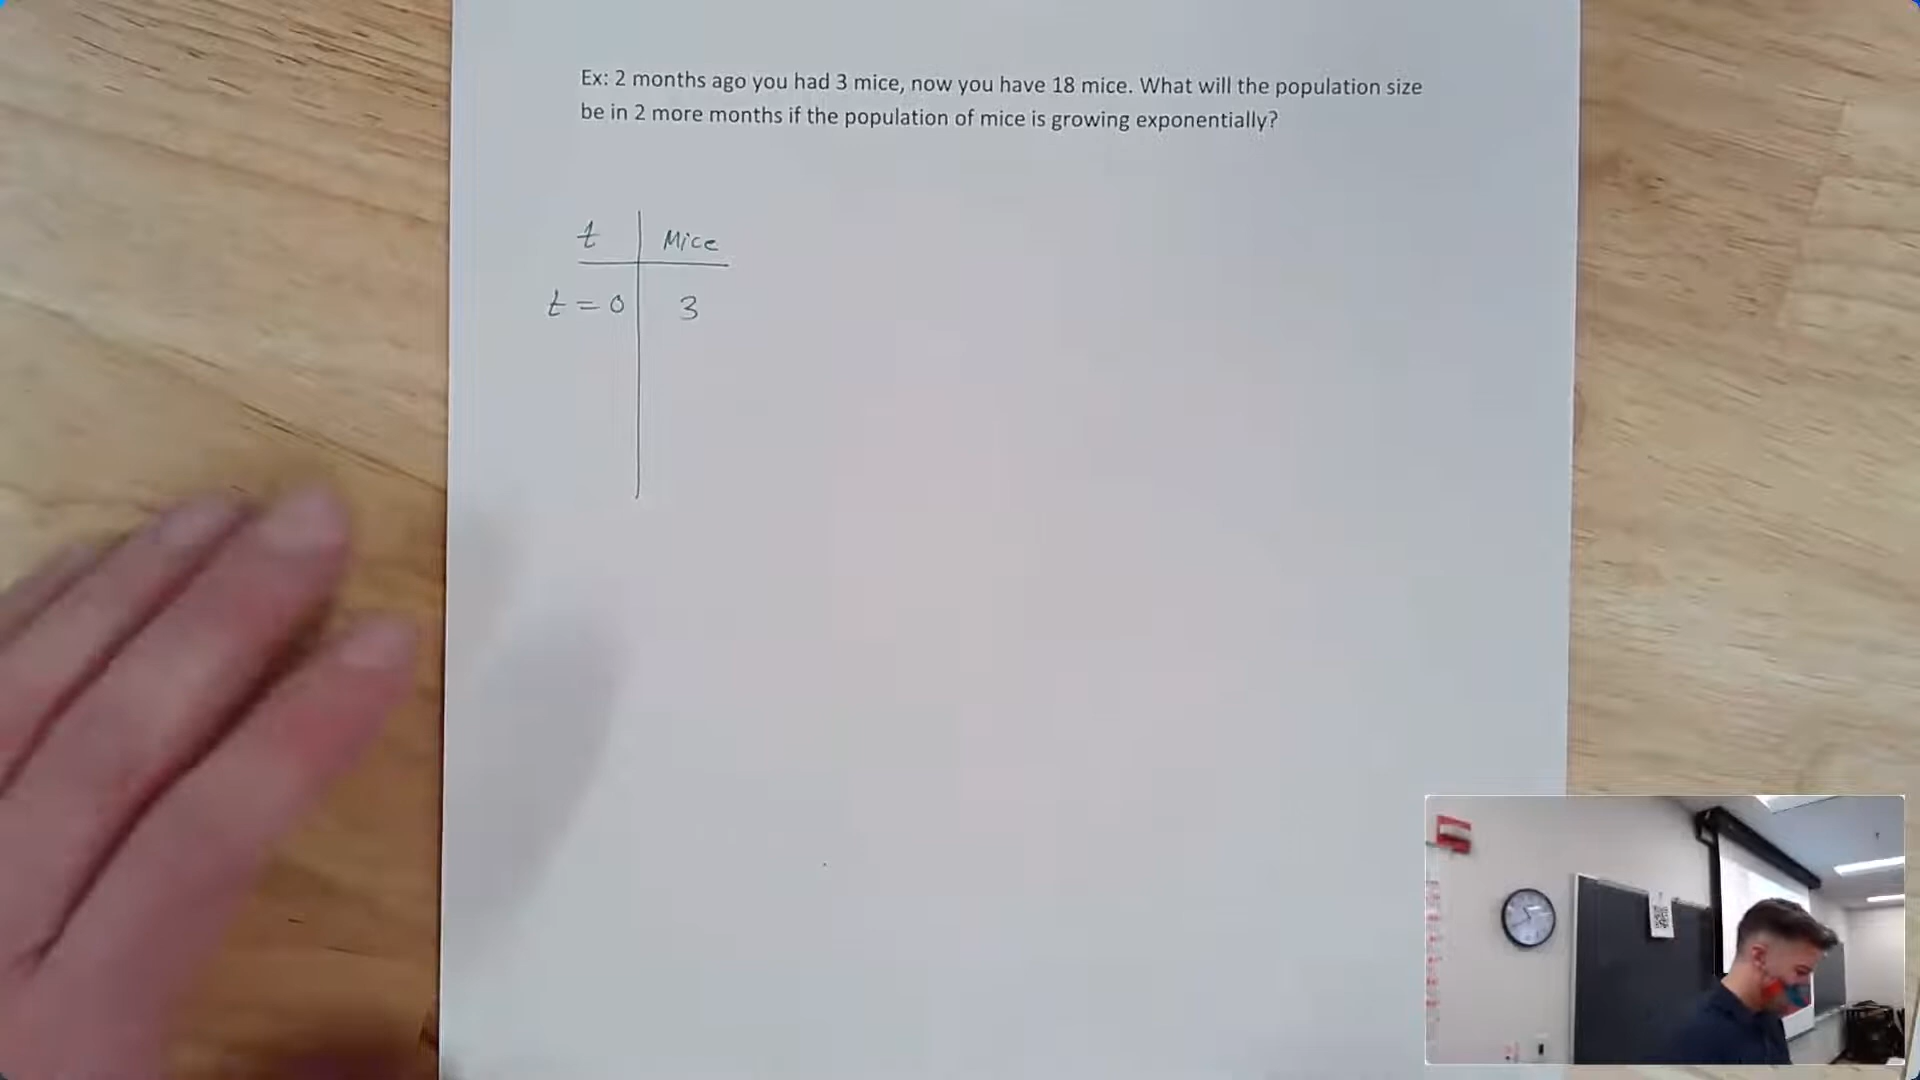 Ex: 2 months ago you had 3 mice, now you have 18 mice. What will the population size
be in 2 more months if the population of mice is growing exponentially?
t Mice
t = 0 3